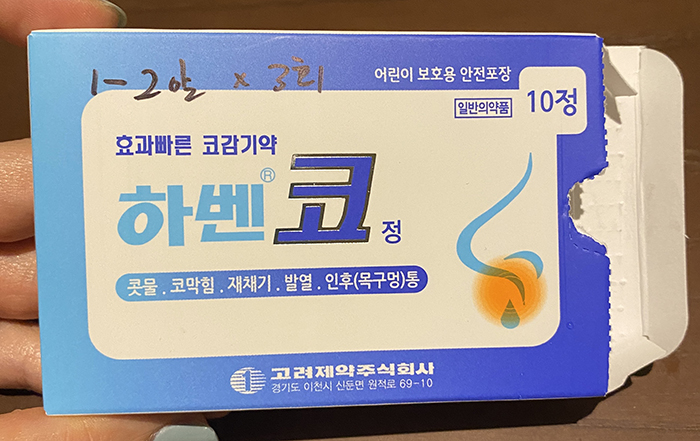 1-2알 x 3회
어린이 보호용 안전포장
일반의약품 10정
효과빠른 코감기약
하벤® 코 정
콧물 . 코막힘 . 재채기 . 발열 . 인후(목구멍)통
고려제약주식회사
경기도 이천시 신둔면 원적로 69-10